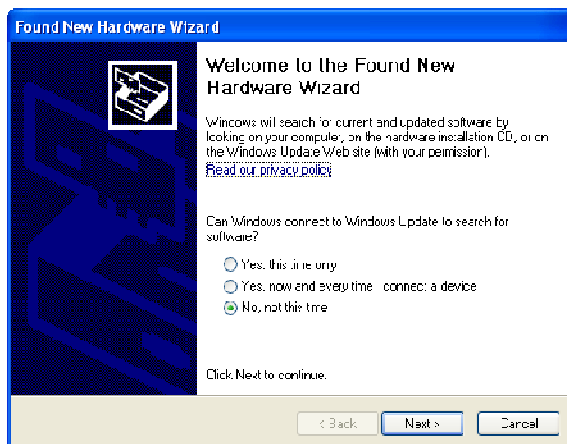 Found New Hardware Wizard
Welcome to the Found New
Hardware Wizard
Windows will search for current and updated software by
looking on your computer, on the hardware installation CD, or on
the Windows Update Web site (with your permission).
Read our privacy policy
Can Windows connect to Windows Update to search for
software?
Yes, this time only
Yes, now and every time I connect a device
No, not this time
Click Next to continue.
< Back
Next >
Cancel